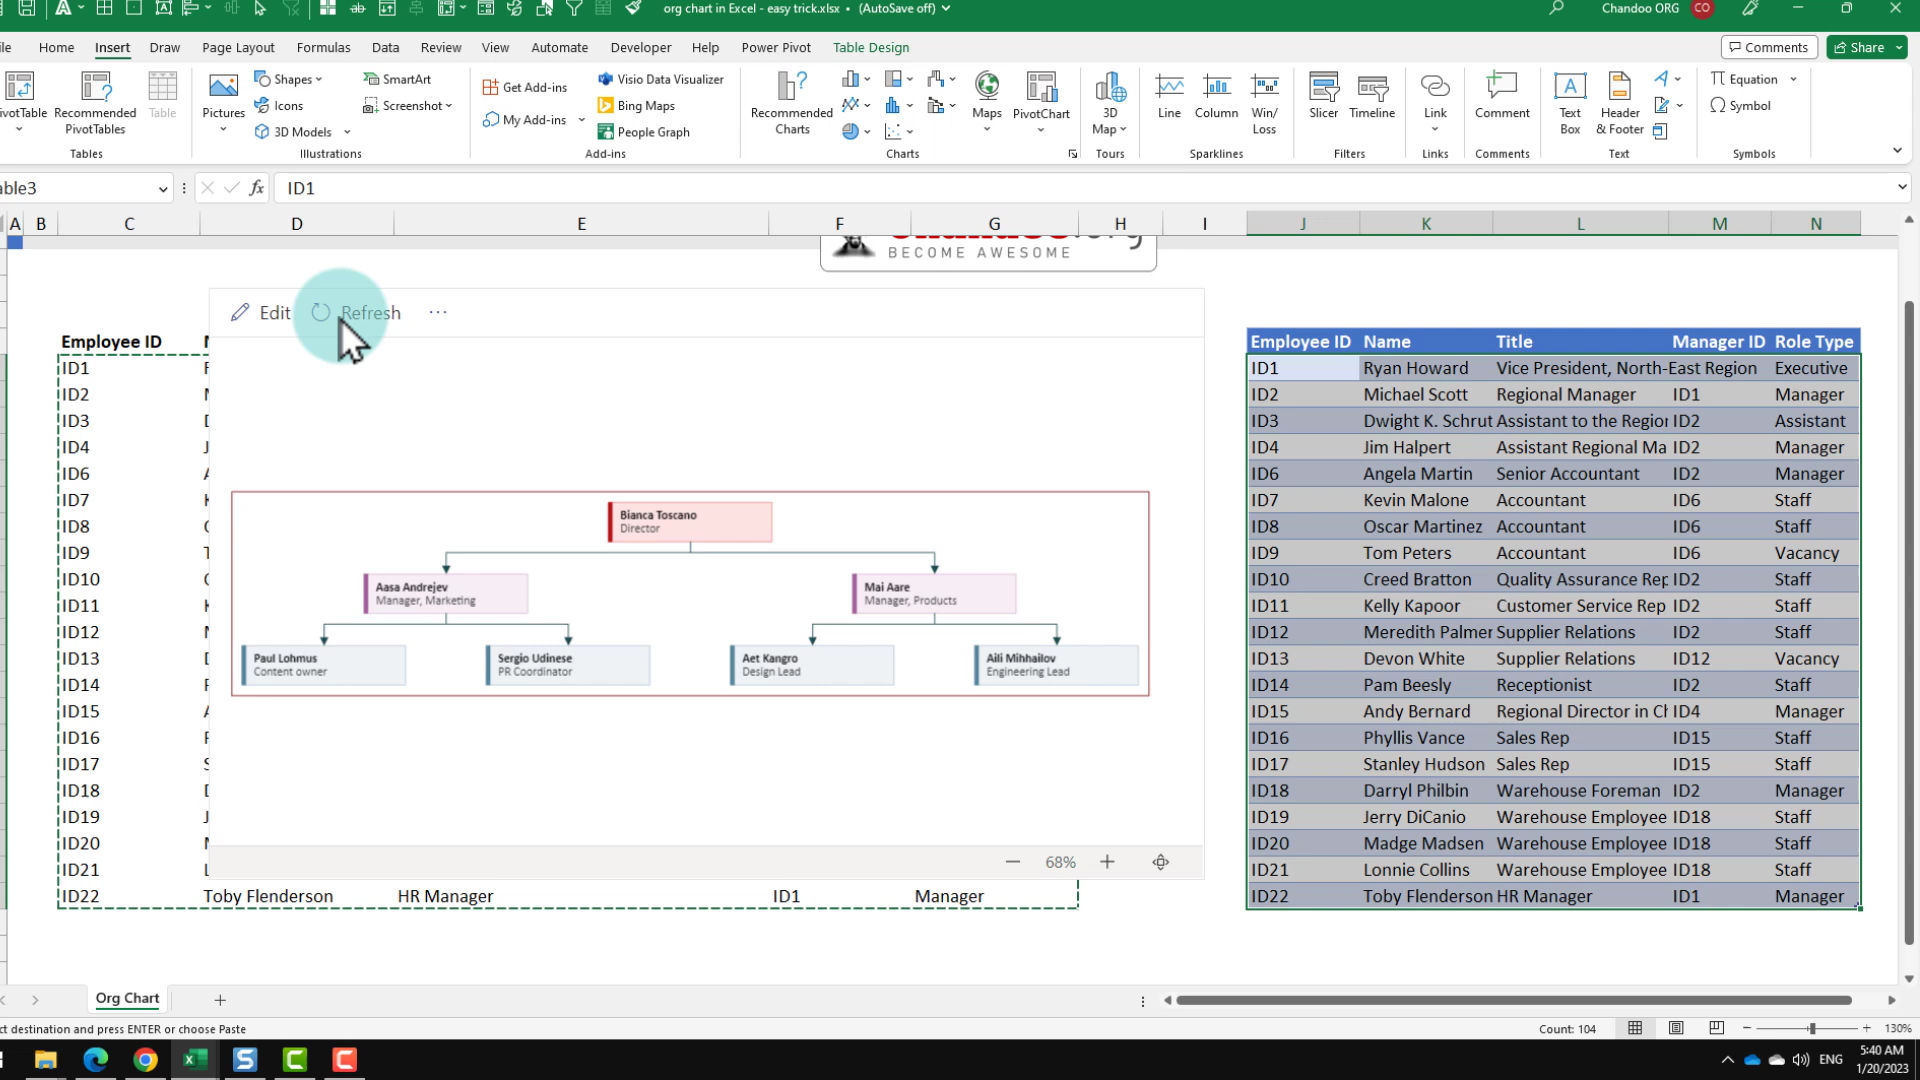 org chart in Excel - easy trick.xlsx • (AutoSave off)
Chandoo ORG
CO
Home Insert Draw Page Layout Formulas Data Review View Automate Developer Help Power Pivot Table Design
Comments
Share
Recommended PivotTables
Table
Tables
Pictures
Shapes
Icons
3D Models
SmartArt
Screenshot
Illustrations
Get Add-ins
My Add-ins
Visio Data Visualizer
Bing Maps
People Graph
Add-ins
Recommended Charts
Maps
PivotChart
Charts
3D Map
Tours
Line
Column
Win/Loss
Sparklines
Slicer
Timeline
Filters
Link
Links
Comment
Comments
Text Box
Header & Footer
Text
Equation
Symbol
Symbols
fx ID1
A B C D E F G H I J K L M N
BECOME AWESOME
Edit Refresh ...
Employee ID
ID1
ID2
ID3
ID4
ID6
ID7
ID8
ID9
ID10
ID11
ID12
ID13
ID14
ID15
ID16
ID17
ID18
ID19
ID20
ID21
ID22 Toby Flenderson HR Manager ID1 Manager
Bianca Toscano
Director
Aasa Andrejev
Manager, Marketing
Mai Aare
Manager, Products
Paul Lohmus
Content owner
Sergio Udinese
PR Coordinator
Aet Kangro
Design Lead
Aili Mihhailov
Engineering Lead
68%
Employee ID Name Title Manager ID Role Type
ID1 Ryan Howard Vice President, North-East Region Executive
ID2 Michael Scott Regional Manager ID1 Manager
ID3 Dwight K. Schrut Assistant to the Regio ID2 Assistant
ID4 Jim Halpert Assistant Regional Ma ID2 Manager
ID6 Angela Martin Senior Accountant ID2 Manager
ID7 Kevin Malone Accountant ID6 Staff
ID8 Oscar Martinez Accountant ID6 Staff
ID9 Tom Peters Accountant ID6 Vacancy
ID10 Creed Bratton Quality Assurance Rep ID2 Staff
ID11 Kelly Kapoor Customer Service Rep ID2 Staff
ID12 Meredith Palmer Supplier Relations ID2 Staff
ID13 Devon White Supplier Relations ID12 Vacancy
ID14 Pam Beesly Receptionist ID2 Staff
ID15 Andy Bernard Regional Director in Ch ID4 Manager
ID16 Phyllis Vance Sales Rep ID15 Staff
ID17 Stanley Hudson Sales Rep ID15 Staff
ID18 Darryl Philbin Warehouse Foreman ID2 Manager
ID19 Jerry DiCanio Warehouse Employee ID18 Staff
ID20 Madge Madsen Warehouse Employee ID18 Staff
ID21 Lonnie Collins Warehouse Employee ID18 Staff
ID22 Toby Flenderson HR Manager ID1 Manager
Org Chart
destination and press ENTER or choose Paste
Count: 104
130%
ENG
5:40 AM
1/20/2023